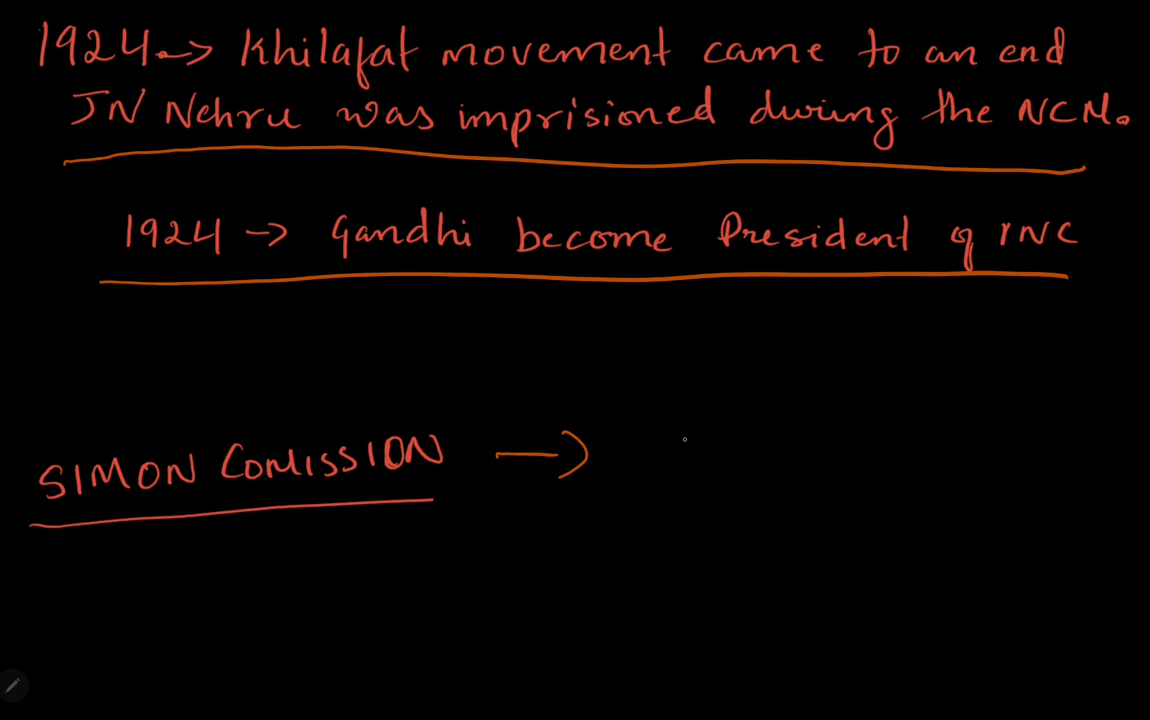 1924 → Khilafat movement came to an end
JN Nehru was imprisioned during the NCM.
1924 → Gandhi become President of INC
SIMON COMISSION →